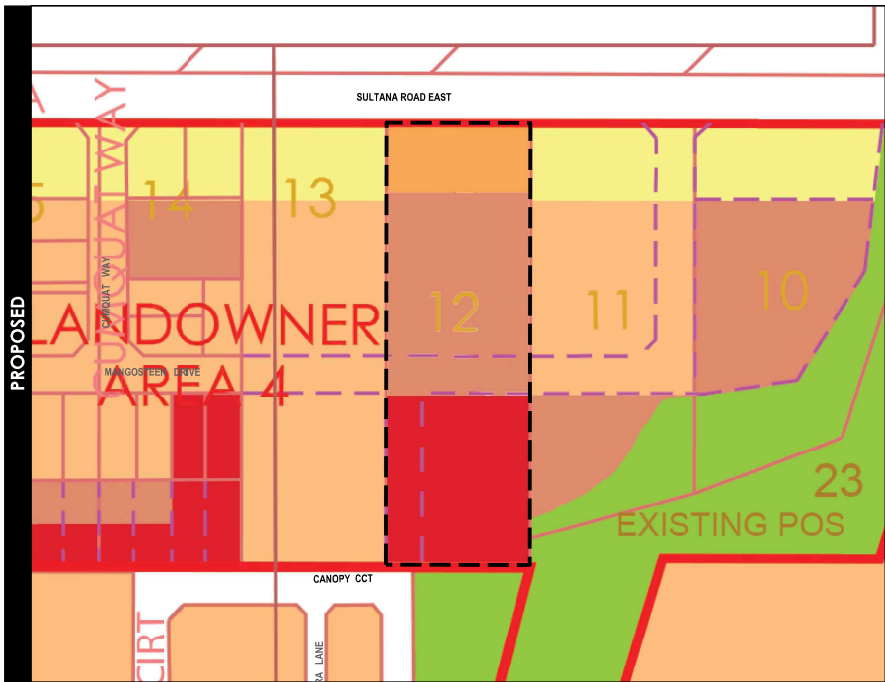 SULTANA ROAD EAST
CUMQUAT WAY
14
13
12
11
10
CUMQUAT WAY
PROPOSED
LANDOWNER
AREA 4
MANGOSTEEN DRIVE
23
EXISTING POS
CANOPY CCT